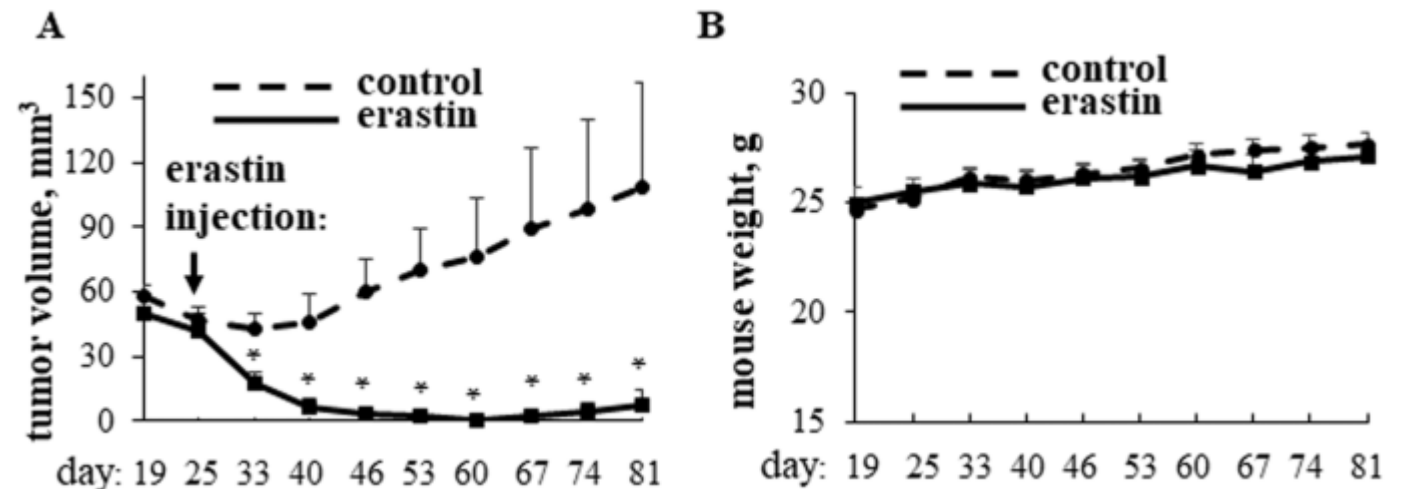 A
control
erastin
150
120
90
60
30
0
tumor volume, mm³
erastin
injection:
* * * * * * * *
day: 19 25 33 40 46 53 60 67 74 81
B
control
erastin
30
25
20
15
mouse weight, g
day: 19 25 33 40 46 53 60 67 74 81